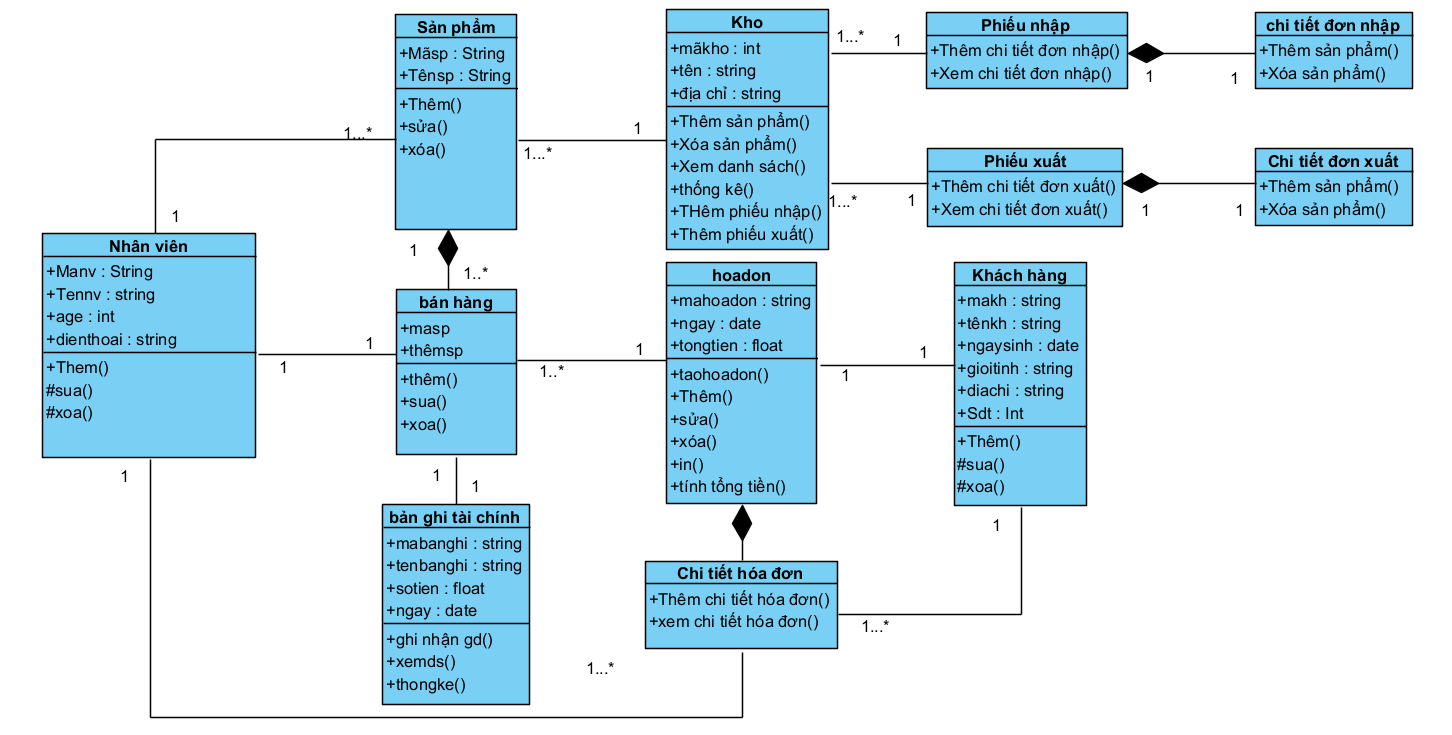 Sản phẩm
+Mãsp : String
+Tênsp : String
+Thêm()
+sửa()
+xóa()
Kho
+mãkho : int
+tên : string
+địa chỉ : string
+Thêm sản phẩm()
+Xóa sản phẩm()
+Xem danh sách()
+thống kê()
+THêm phiếu nhập()
+Thêm phiếu xuất()
1...*
1
Phiếu nhập
+Thêm chi tiết đơn nhập()
+Xem chi tiết đơn nhập()
1
1
chi tiết đơn nhập
+Thêm sản phẩm()
+Xóa sản phẩm()
1...*
1...*
1
1...*
1
Phiếu xuất
+Thêm chi tiết đơn xuất()
+Xem chi tiết đơn xuất()
1
1
Chi tiết đơn xuất
+Thêm sản phẩm()
+Xóa sản phẩm()
1
Nhân viên
+Manv : String
+Tennv : string
+age : int
+dienthoai : string
+Them()
#sua()
#xoa()
1
1..*
bán hàng
+masp
+thêmsp
+thêm()
+sua()
+xoa()
1
1
1..*
1
hoadon
+mahoadon : string
+ngay : date
+tongtien : float
+taohoadon()
+Thêm()
+sửa()
+xóa()
+in()
+tính tổng tiền()
1
1
Khách hàng
+makh : string
+tênkh : string
+ngaysinh : date
+gioitinh : string
+diachi : string
+Sdt : Int
+Thêm()
#sua()
#xoa()
1
1
1
1
bản ghi tài chính
+mabanghi : string
+tenbanghi : string
+sotien : float
+ngay : date
+ghi nhận gd()
+xemds()
+thongke()
Chi tiết hóa đơn
+Thêm chi tiết hóa đơn()
+xem chi tiết hóa đơn()
1...*
1...*